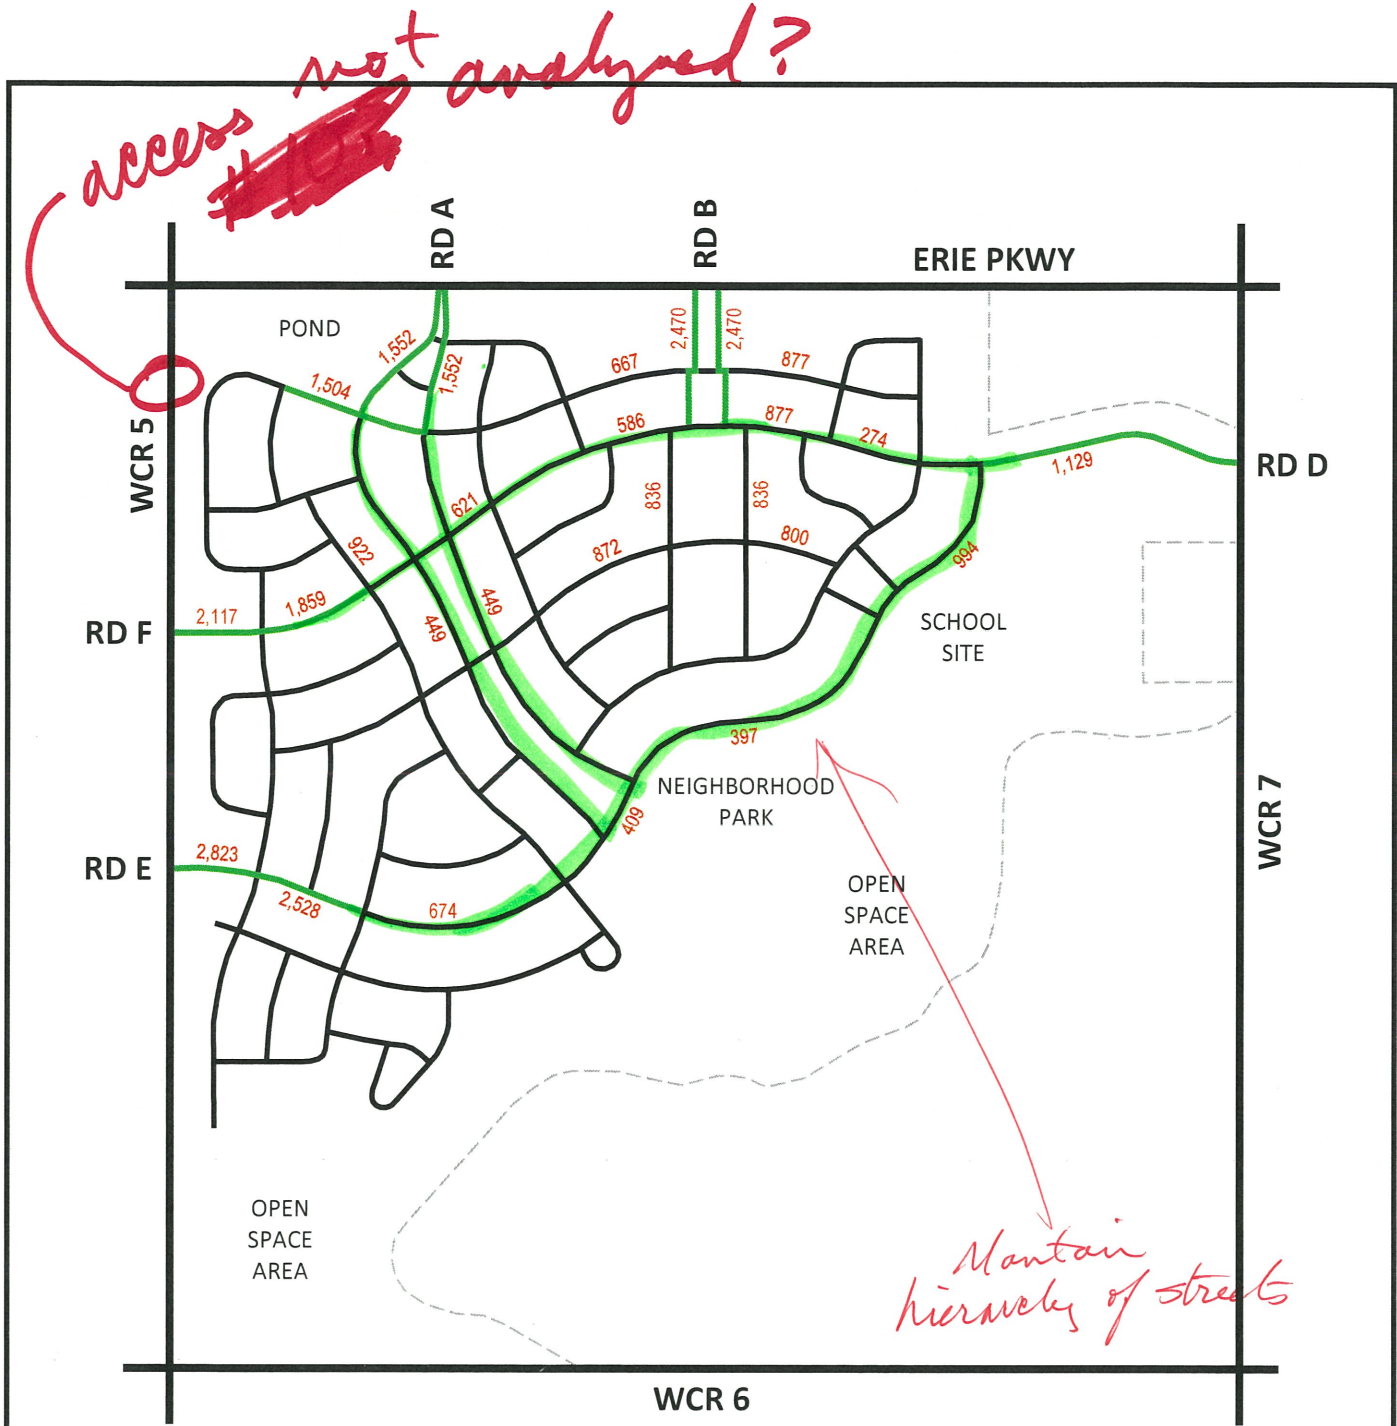 access not analyzed?
RD A
RD B
ERIE PKWY
POND
1,552
1,552
1,504
667
2,470
2,470
877
586
877
274
1,129
RD D
WCR 5
621
836
836
922
872
800
994
449
449
2,117
1,859
RD F
SCHOOL
SITE
397
NEIGHBORHOOD
PARK
409
WCR 7
2,823
RD E
2,528
674
OPEN
SPACE
AREA
OPEN
SPACE
AREA
Mantain
hierarchy of streets
WCR 6